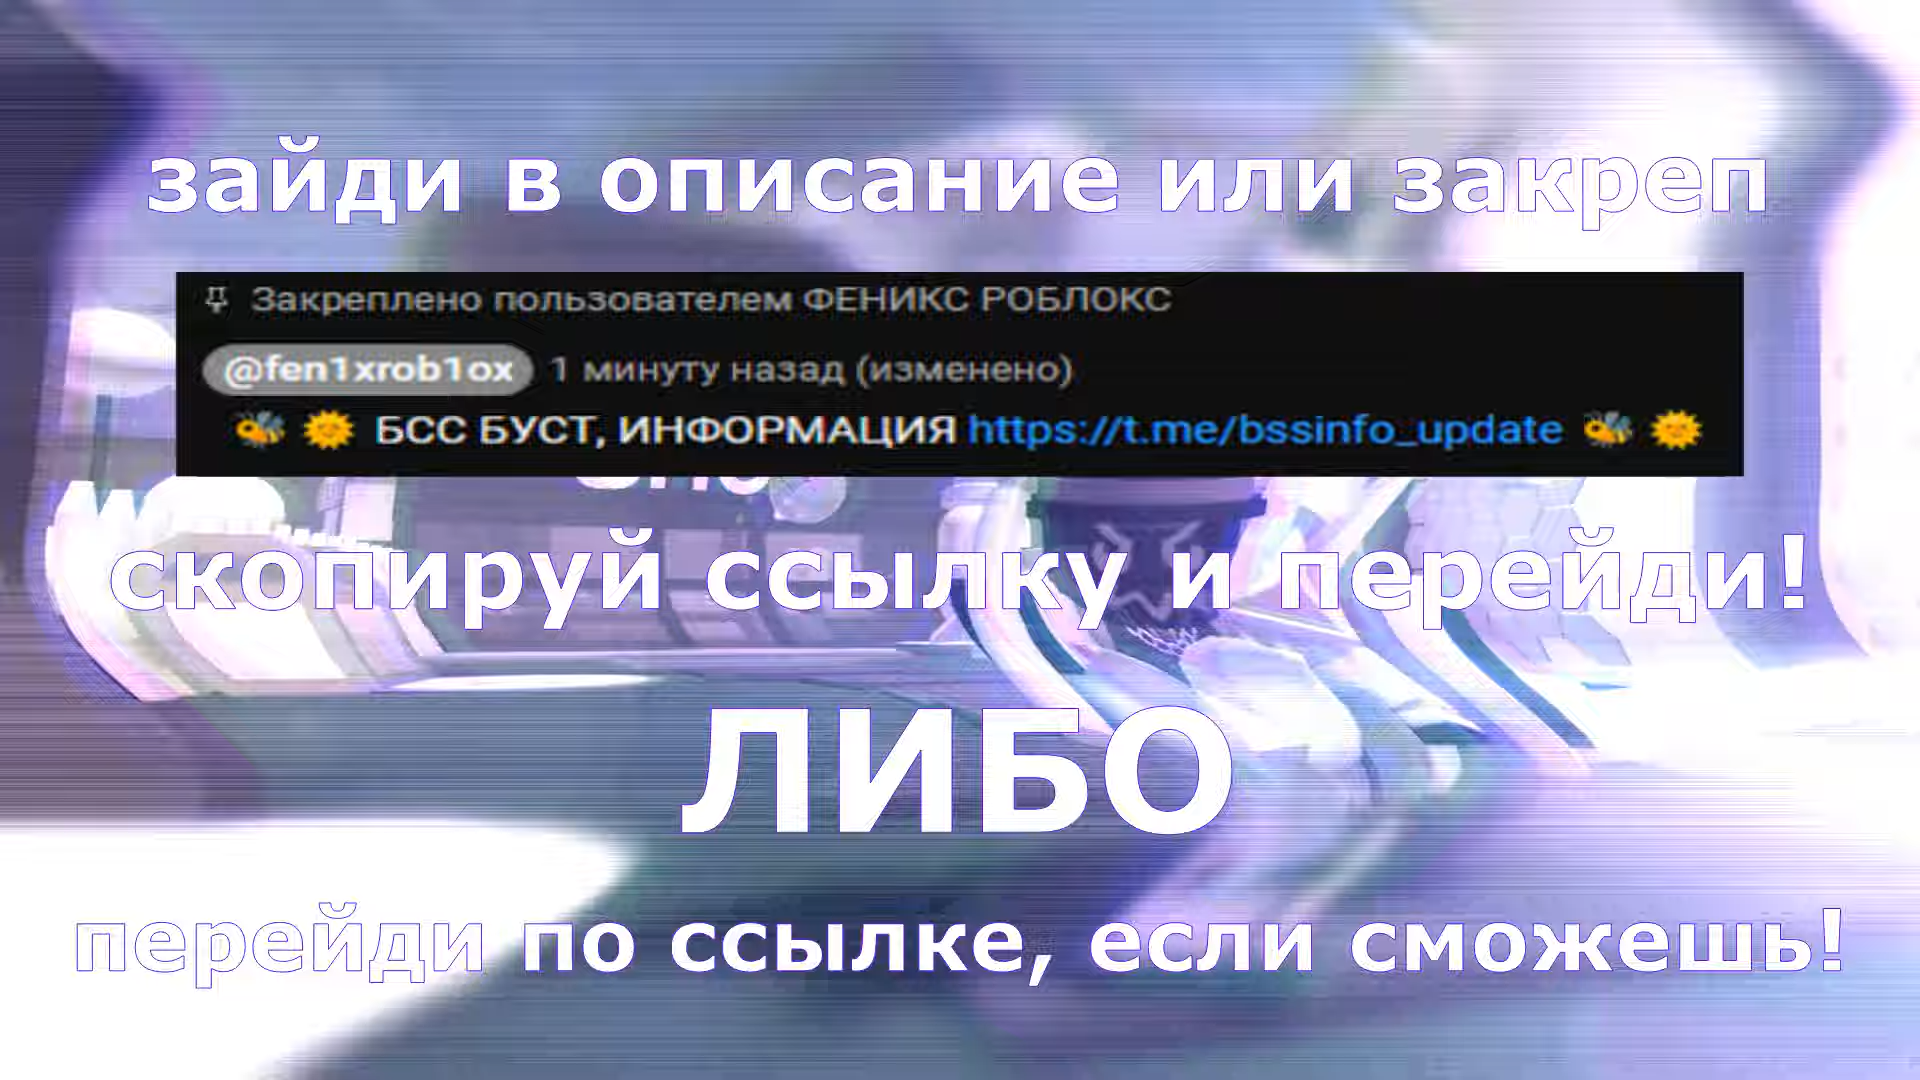 зайди в описание или закреп
Закреплено пользователем ФЕНИКС РОБЛОКС
@fen1xrob1ox 1 минуту назад (изменено)
🐝 🌞 БСС БУСТ, ИНФОРМАЦИЯ https://t.me/bssinfo_update 🐝 🌞
скопируй ссылку и перейди!
ЛИБО
перейди по ссылке, если сможешь!